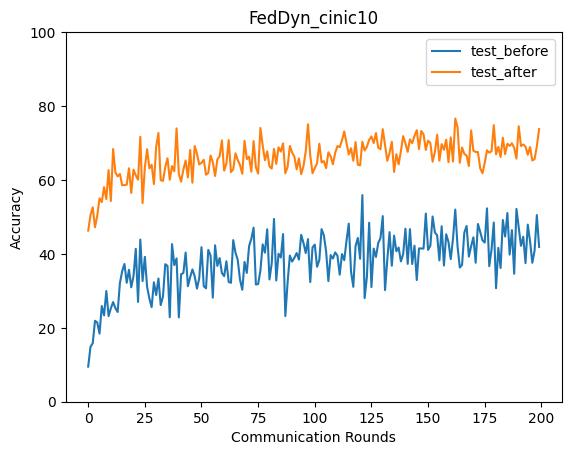 FedDyn_cinic10
test_before
test_after
100
80
60
40
20
0
Accuracy
0 25 50 75 100 125 150 175 200
Communication Rounds